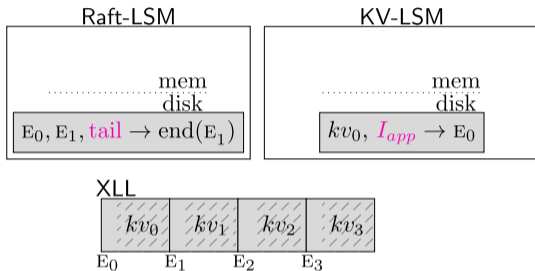 Raft-LSM KV-LSM
mem mem
disk disk
E₀, E₁, tail → end(E₁) kv₀, I_app → E₀
XLL
kv₀ kv₁ kv₂ kv₃
E₀ E₁ E₂ E₃